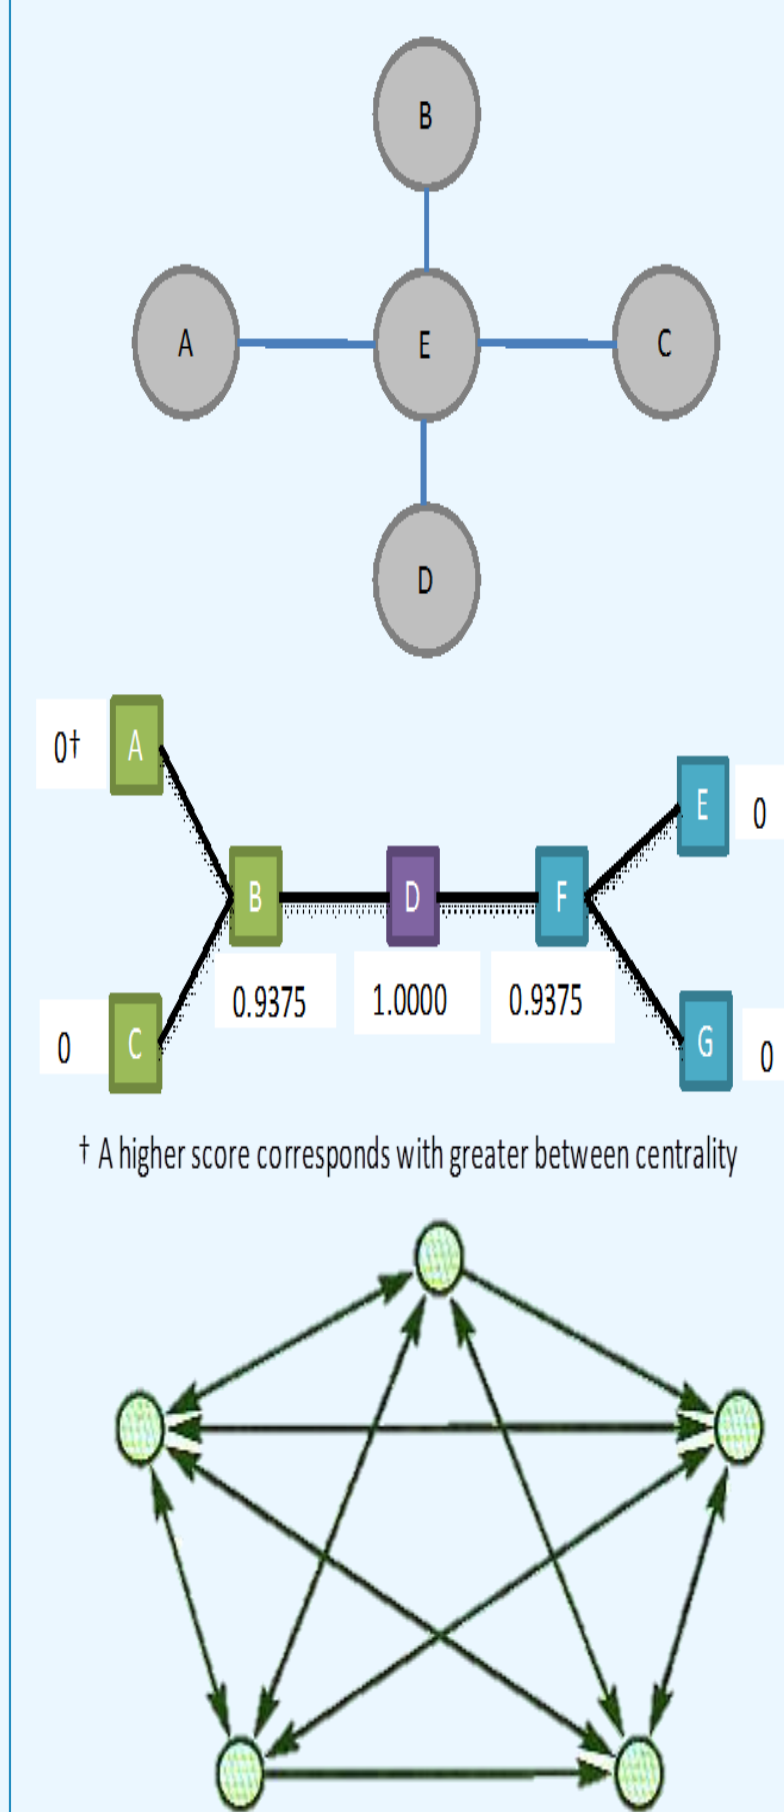 B
A E C
D
0† A
E 0
B D F
0.9375 1.0000 0.9375
0 C
G 0
† A higher score corresponds with greater between centrality